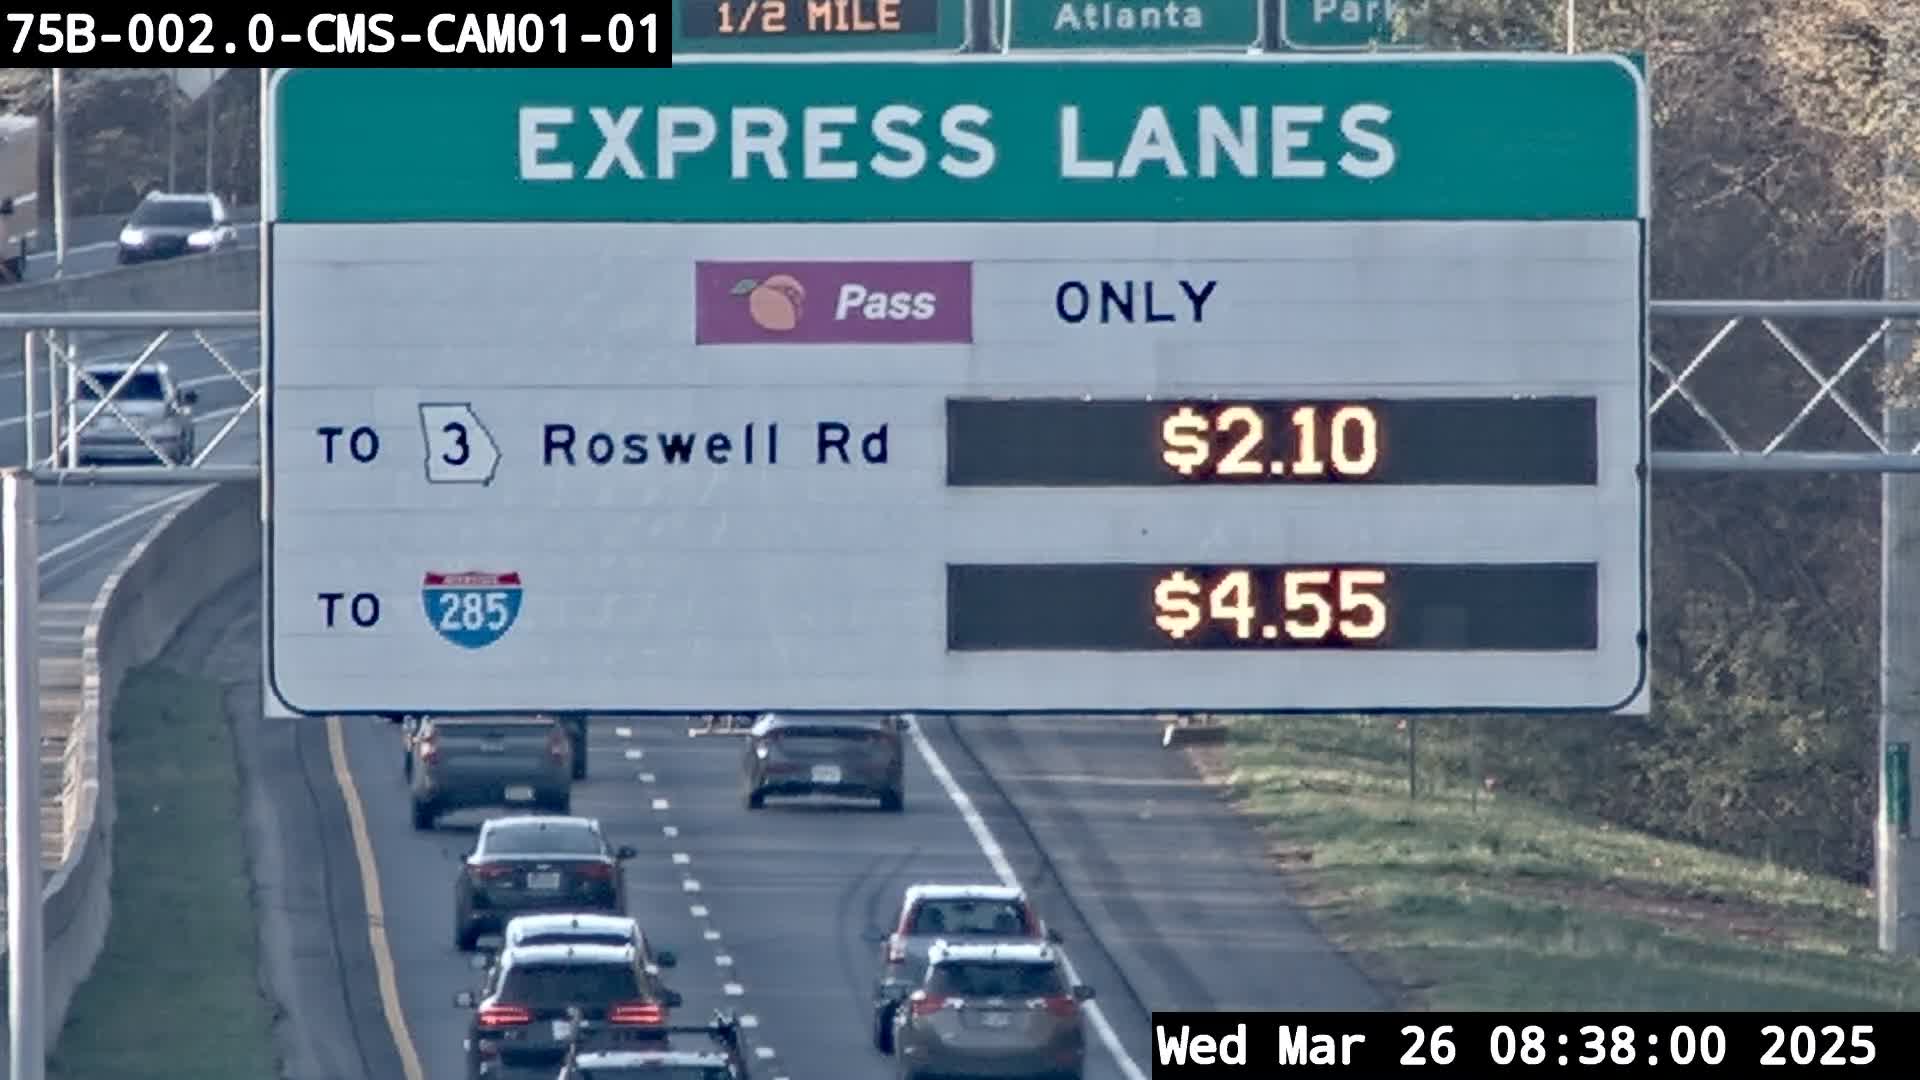 75B-002.0-CMS-CAM01-01
1/2 MILE
Atlanta
EXPRESS LANES
Pass ONLY
TO 3 Roswell Rd $2.10
TO 285 $4.55
Wed Mar 26 08:38:00 2025